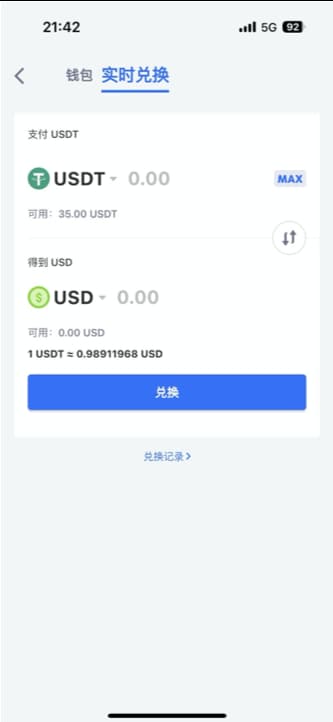 21:42
5G 92
钱包 实时兑换
支付 USDT
USDT 0.00 MAX
可用：35.00 USDT
得到 USD
USD 0.00
可用：0.00 USD
1 USDT ≈ 0.98911968 USD
兑换
兑换记录